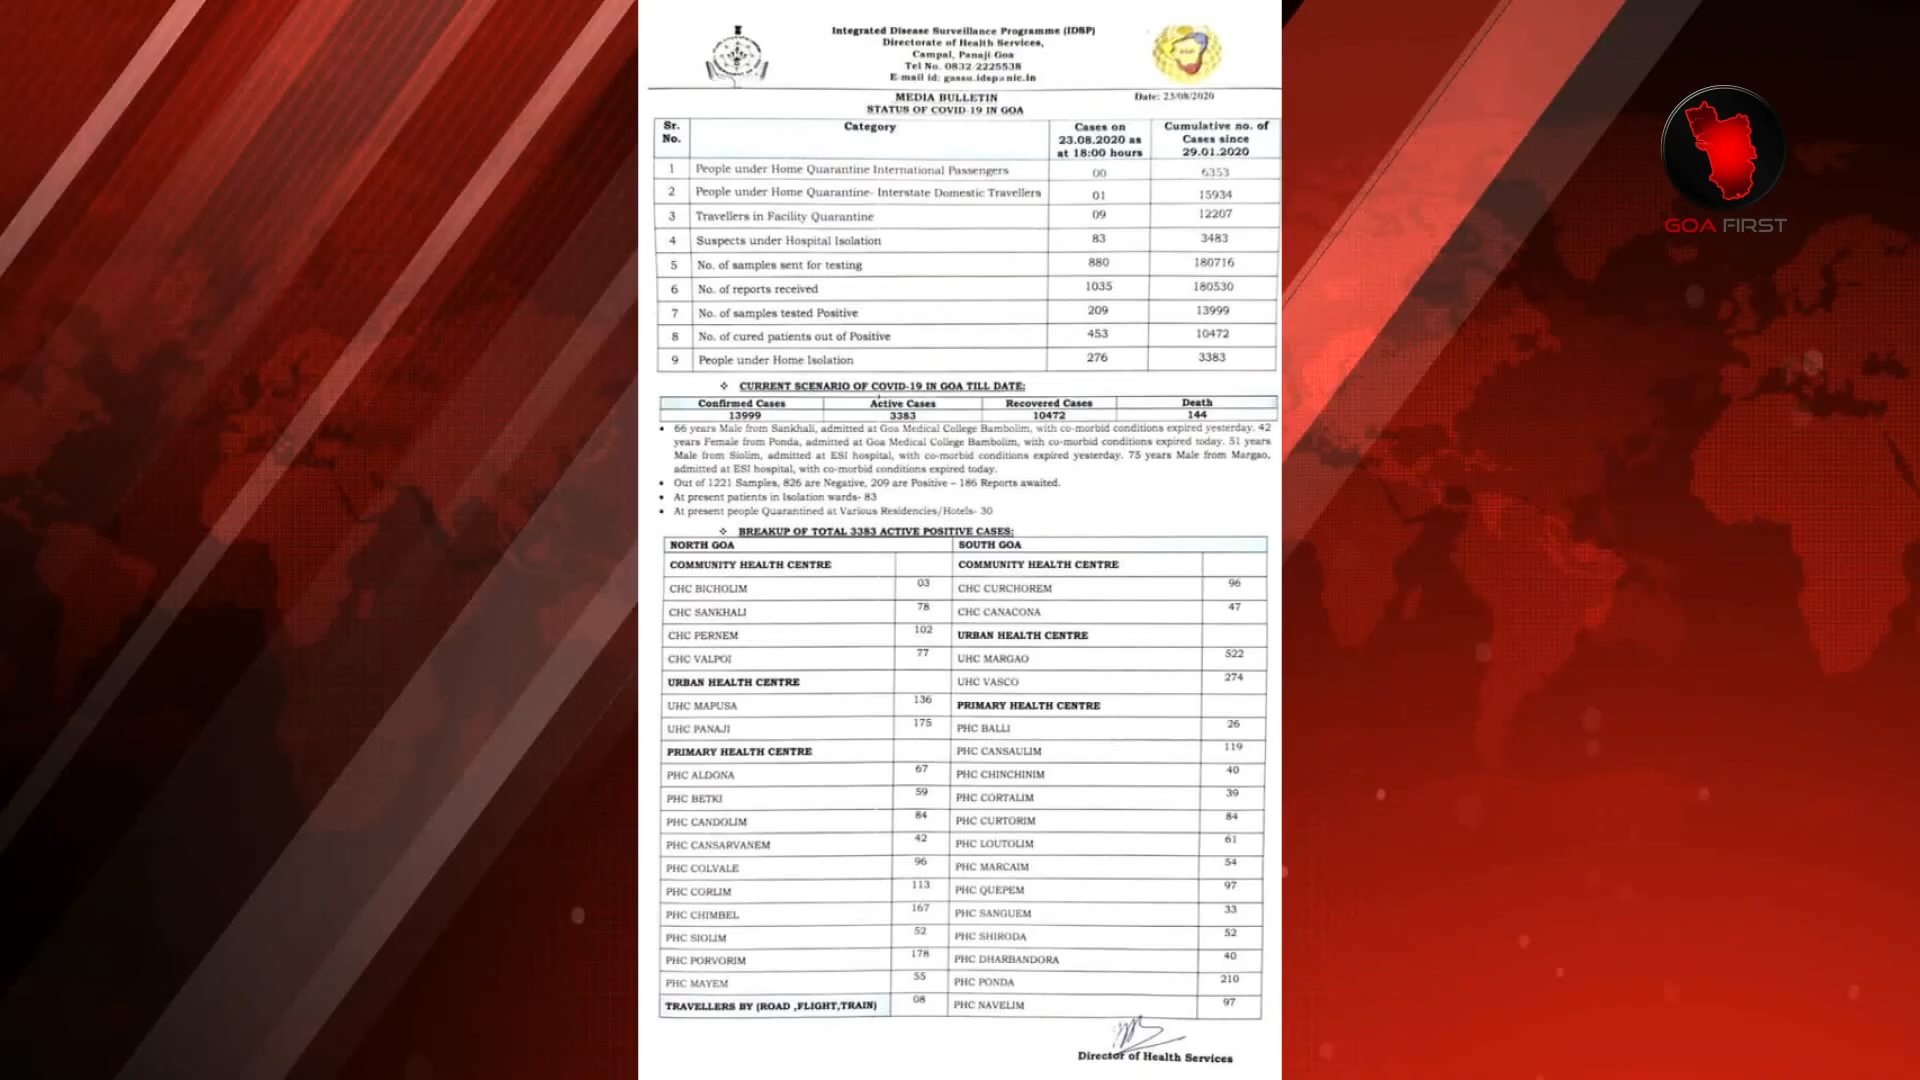 Integrated Disease Surveillance Programme (IDSP)
Directorate of Health Services,
Campal, Panaji-Goa
Tel No. 0832-2225538
E-mail id: gassu.idsp@nic.in
MEDIA BULLETIN Date: 23/08/2020
STATUS OF COVID-19 IN GOA
Sr. No. Category Cases on 23.08.2020 as at 18:00 hours Cumulative no. of Cases since 29.01.2020
1 People under Home Quarantine International Passengers 00 6353
2 People under Home Quarantine- Interstate Domestic Travellers 01 15934
3 Travellers in Facility Quarantine 09 12207
4 Suspects under Hospital Isolation 83 3483
5 No. of samples sent for testing 880 180716
6 No. of reports received 1035 180530
7 No. of samples tested Positive 209 13999
8 No. of cured patients out of Positive 453 10472
9 People under Home Isolation 276 3383
CURRENT SCENARIO OF COVID-19 IN GOA TILL DATE:
Confirmed Cases Active Cases Recovered Cases Death
13999 3383 10472 144
• 66 years Male from Sankhali, admitted at Goa Medical College Bambolim, with co-morbid conditions expired yesterday. 42
years Female from Ponda, admitted at Goa Medical College Bambolim, with co-morbid conditions expired today. 51 years
Male from Siolim, admitted at ESI hospital, with co-morbid conditions expired yesterday. 75 years Male from Margao,
admitted at ESI hospital, with co-morbid conditions expired today.
• Out of 1221 Samples, 826 are Negative, 209 are Positive – 186 Reports awaited.
• At present patients in Isolation wards- 83
• At present people Quarantined at Various Residencies/Hotels- 30
BREAKUP OF TOTAL 3383 ACTIVE POSITIVE CASES:
NORTH GOA SOUTH GOA
COMMUNITY HEALTH CENTRE COMMUNITY HEALTH CENTRE
CHC BICHOLIM 03 CHC CURCHOREM 96
CHC SANKHALI 78 CHC CANACONA 47
CHC PERNEM 102 URBAN HEALTH CENTRE
CHC VALPOI 77 UHC MARGAO 522
URBAN HEALTH CENTRE UHC VASCO 274
UHC MAPUSA 136 PRIMARY HEALTH CENTRE
UHC PANAJI 175 PHC BALLI 26
PRIMARY HEALTH CENTRE PHC CANSAULIM 119
PHC ALDONA 67 PHC CHINCHINIM 40
PHC BETKI 59 PHC CORTALIM 39
PHC CANDOLIM 84 PHC CURTORIM 84
PHC CANSARVANEM 42 PHC LOUTOLIM 61
PHC COLVALE 96 PHC MARCAIM 54
PHC CORLIM 113 PHC QUEPEM 97
PHC CHIMBEL 167 PHC SANGUEM 33
PHC SIOLIM 52 PHC SHIRODA 52
PHC PORVORIM 178 PHC DHARBANDORA 40
PHC MAYEM 55 PHC PONDA 210
TRAVELLERS BY (ROAD ,FLIGHT,TRAIN) 08 PHC NAVELIM 97
Director of Health Services
GOA FIRST